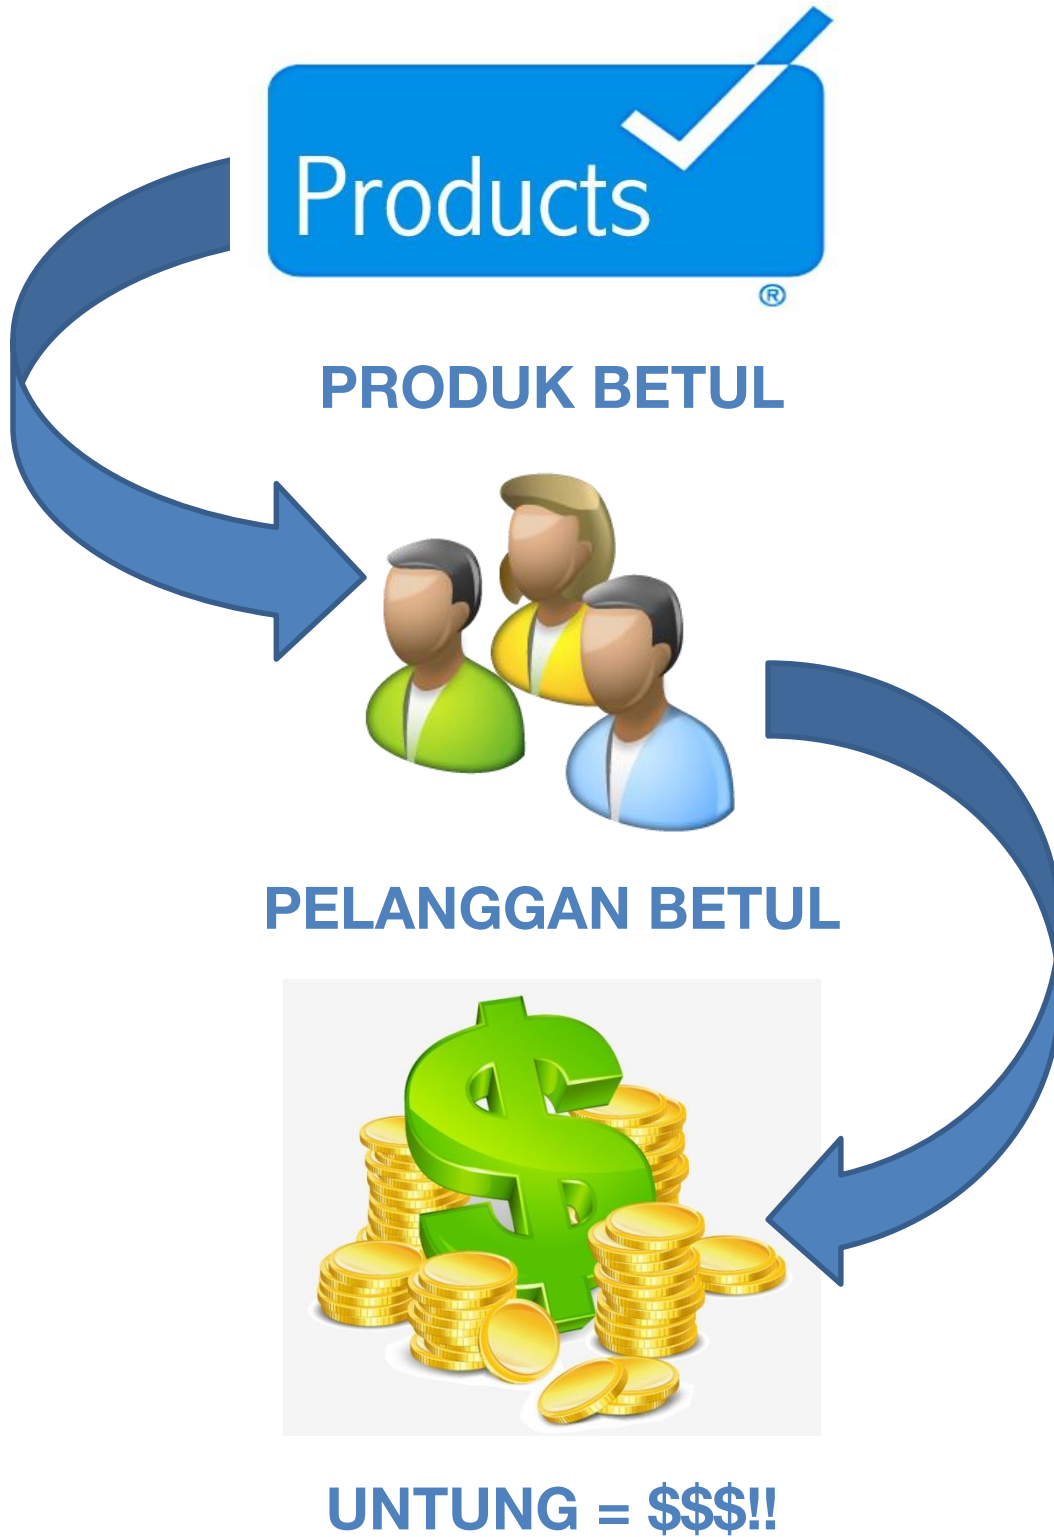 Products
®
PRODUK BETUL
PELANGGAN BETUL
UNTUNG = $$$!!